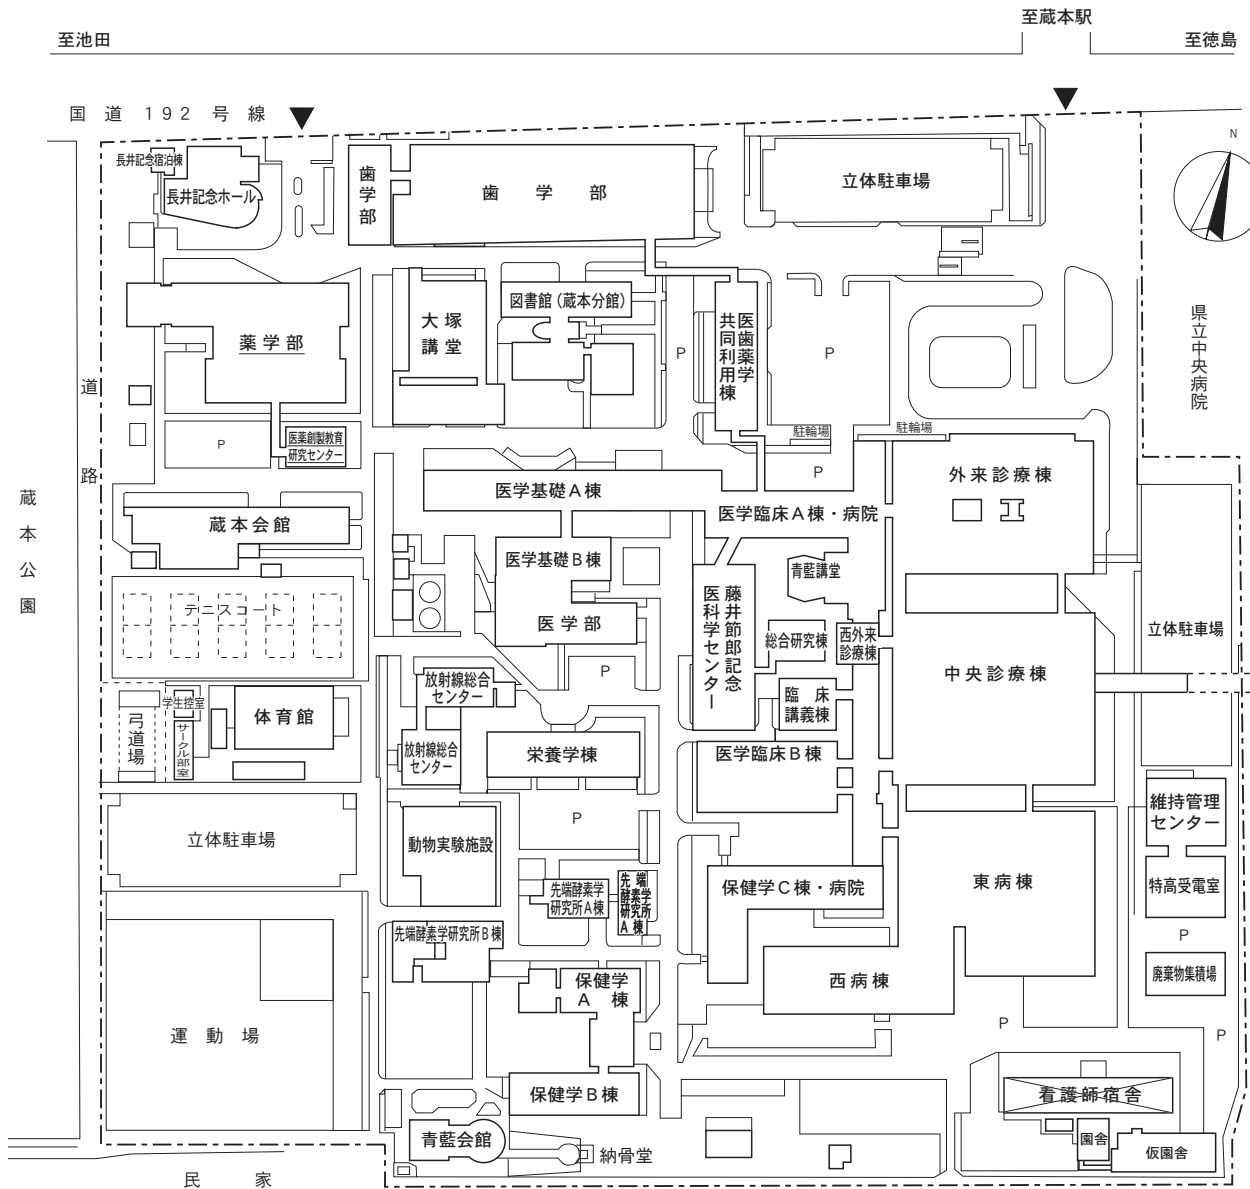 至蔵本駅
至池田
至徳島
国道192号線
N
長井記念宿泊棟
長井記念ホール
歯学部
歯学部
立体駐車場
県立中央病院
図書館(蔵本分館)
大塚
講堂
医歯薬学
共同利用棟
P
P
薬学部
道路
P
医薬創製教育
研究センター
駐輪場
駐輪場
P
外来診療棟
医学基礎A棟
医学臨床A棟・病院
蔵本公園
蔵本会館
医学基礎B棟
青藍講堂
藤井節郎記念
医科学センター
テニスコート
医学部
総合研究棟
西外来
診療棟
立体駐車場
中央診療棟
P
放射線総合
センター
臨床
講義棟
学生控室
弓道場
サークル部室
体育館
放射線総合
センター
栄養学棟
医学臨床B棟
維持管理
センター
P
立体駐車場
動物実験施設
先端酵素学
研究所A棟
先端
酵素学
研究所
A棟
保健学C棟・病院
東病棟
特高受電室
先端酵素学研究所B棟
P
保健学
A棟
西病棟
廃棄物集積場
運動場
P
P
保健学B棟
看護師宿舎
青藍会館
納骨堂
園舎
仮園舎
民家